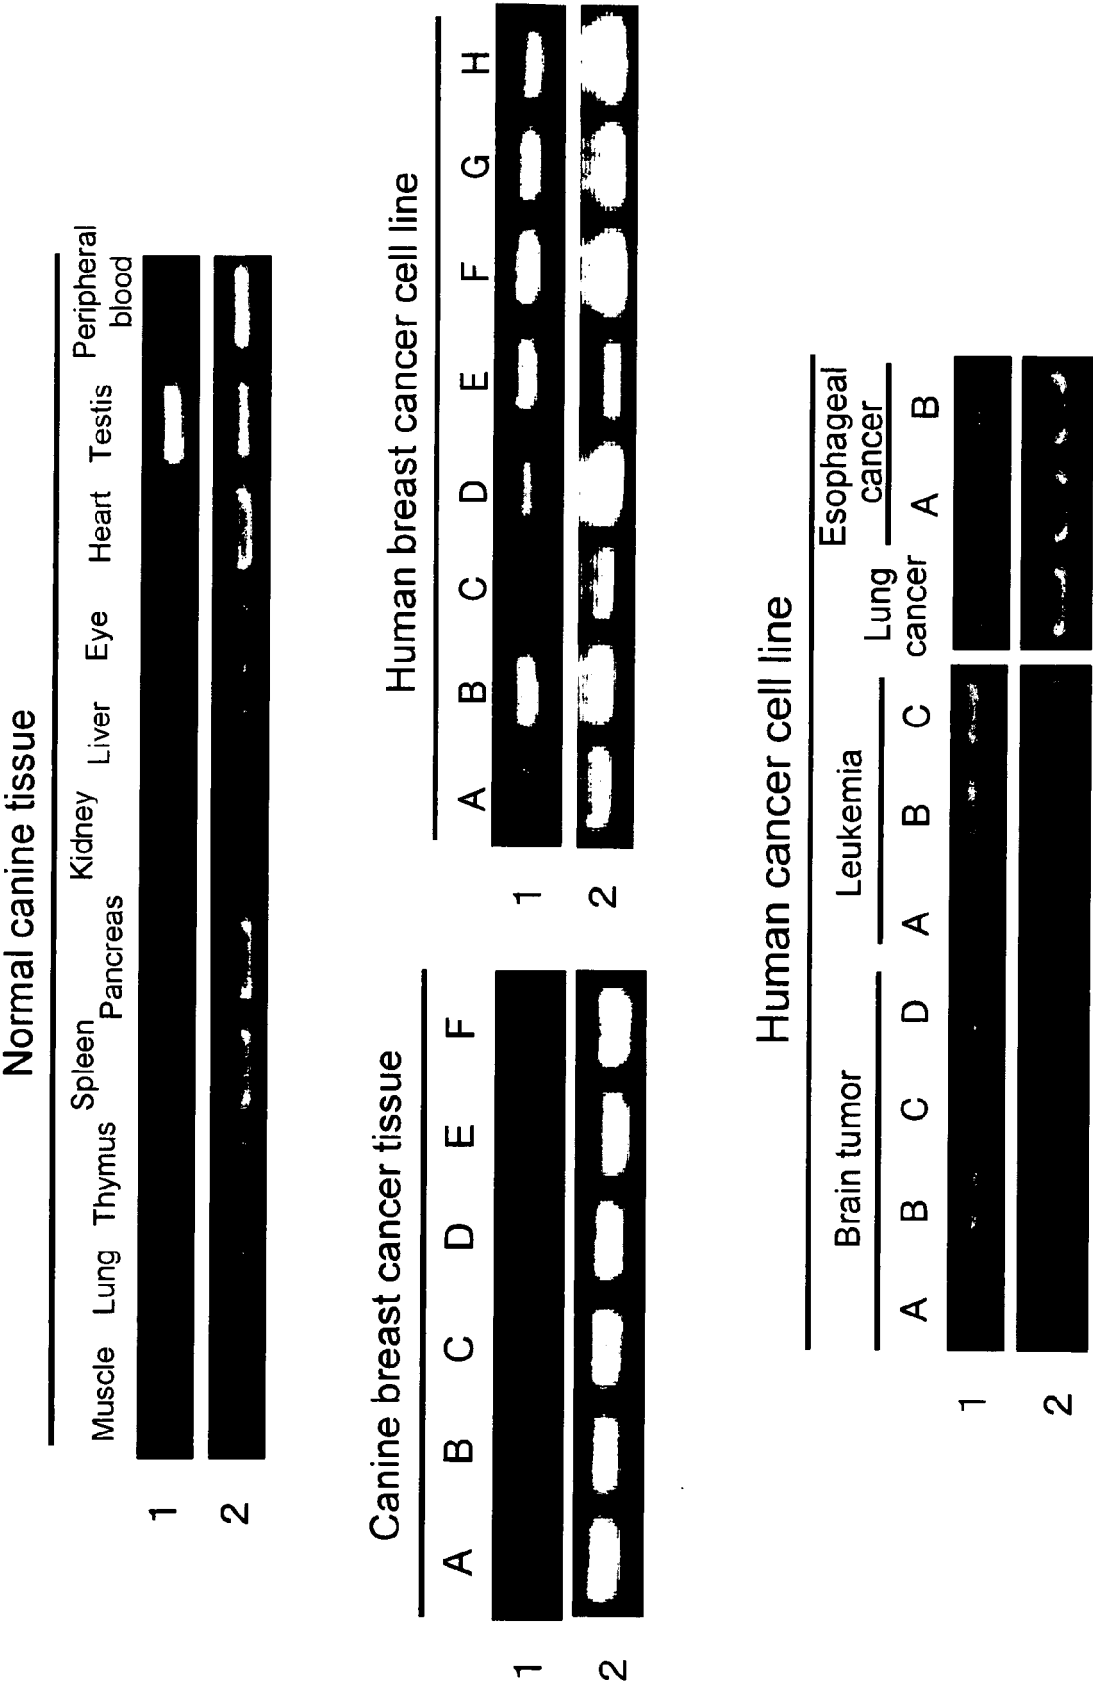 Normal canine tissue
Muscle Lung Thymus Spleen Pancreas Kidney Liver Eye Heart Testis Peripheral
blood
1
2
Canine breast cancer tissue
A B C D E F
1
2
Human breast cancer cell line
A B C D E F G H
1
2
Human cancer cell line
Brain tumor Leukemia Lung
cancer Esophageal
cancer
A B C D A B C A B
1
2